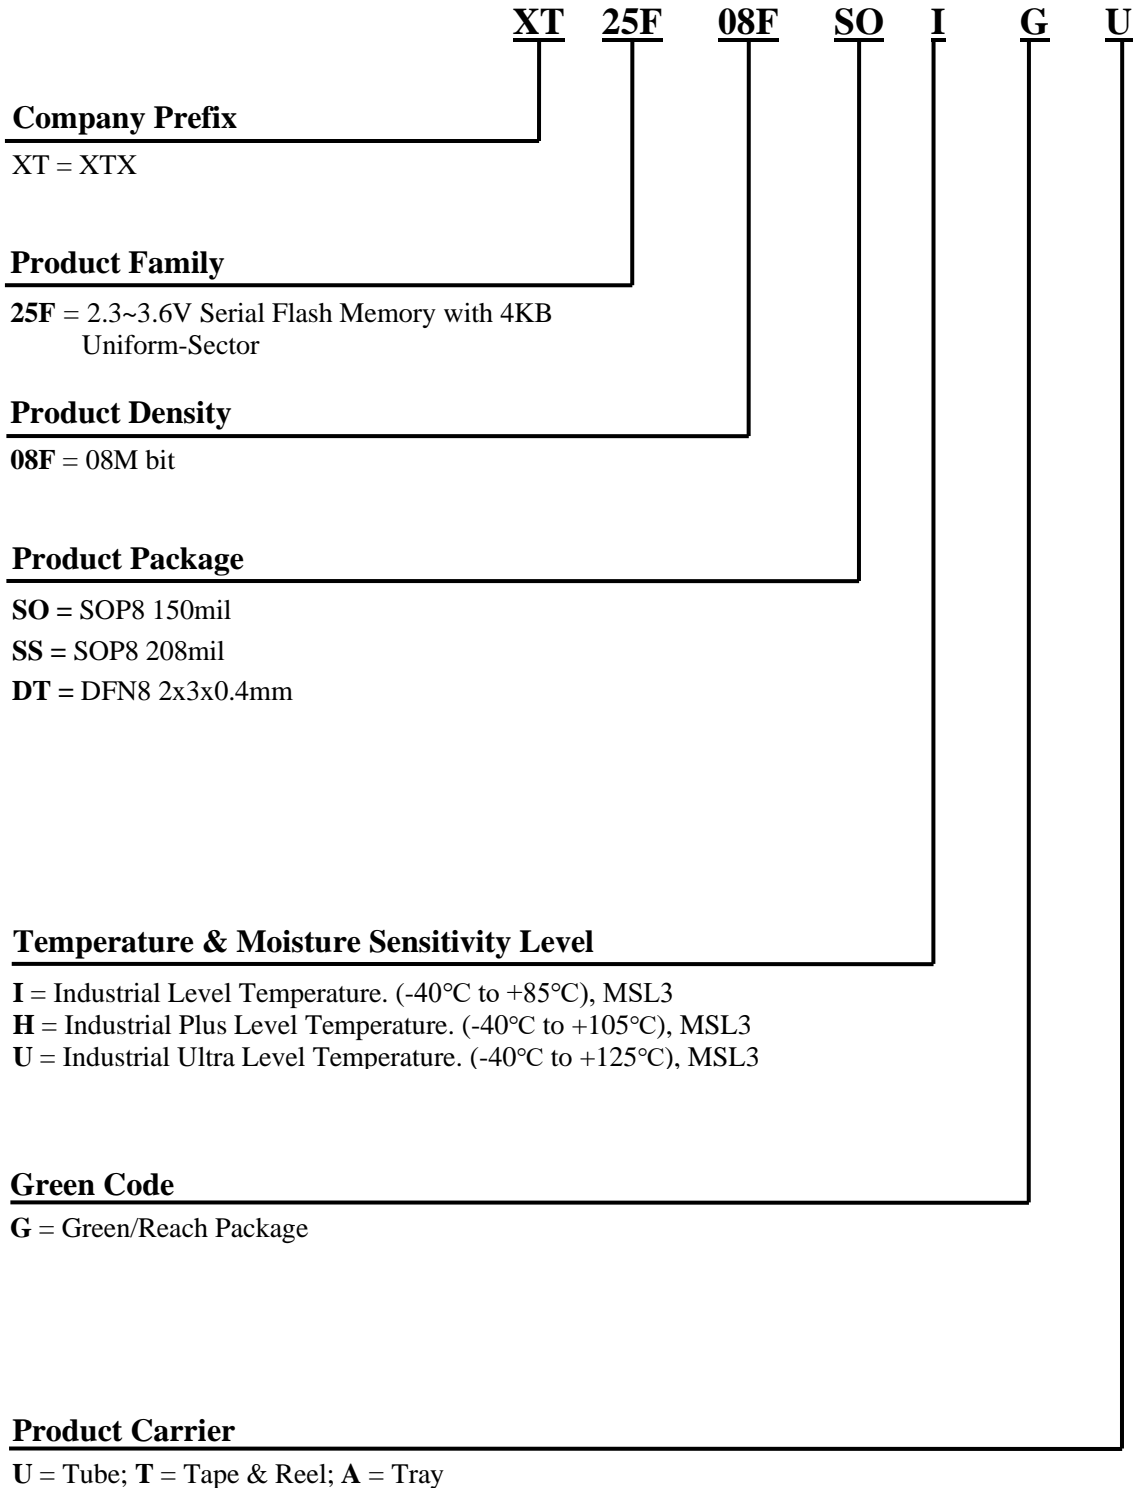 XT 25F 08F SO I G U
Company Prefix
XT = XTX
Product Family
25F = 2.3~3.6V Serial Flash Memory with 4KB
Uniform-Sector
Product Density
08F = 08M bit
Product Package
SO = SOP8 150mil
SS = SOP8 208mil
DT = DFN8 2x3x0.4mm
Temperature & Moisture Sensitivity Level
I = Industrial Level Temperature. (-40℃ to +85℃), MSL3
H = Industrial Plus Level Temperature. (-40℃ to +105℃), MSL3
U = Industrial Ultra Level Temperature. (-40℃ to +125℃), MSL3
Green Code
G = Green/Reach Package
Product Carrier
U = Tube; T = Tape & Reel; A = Tray